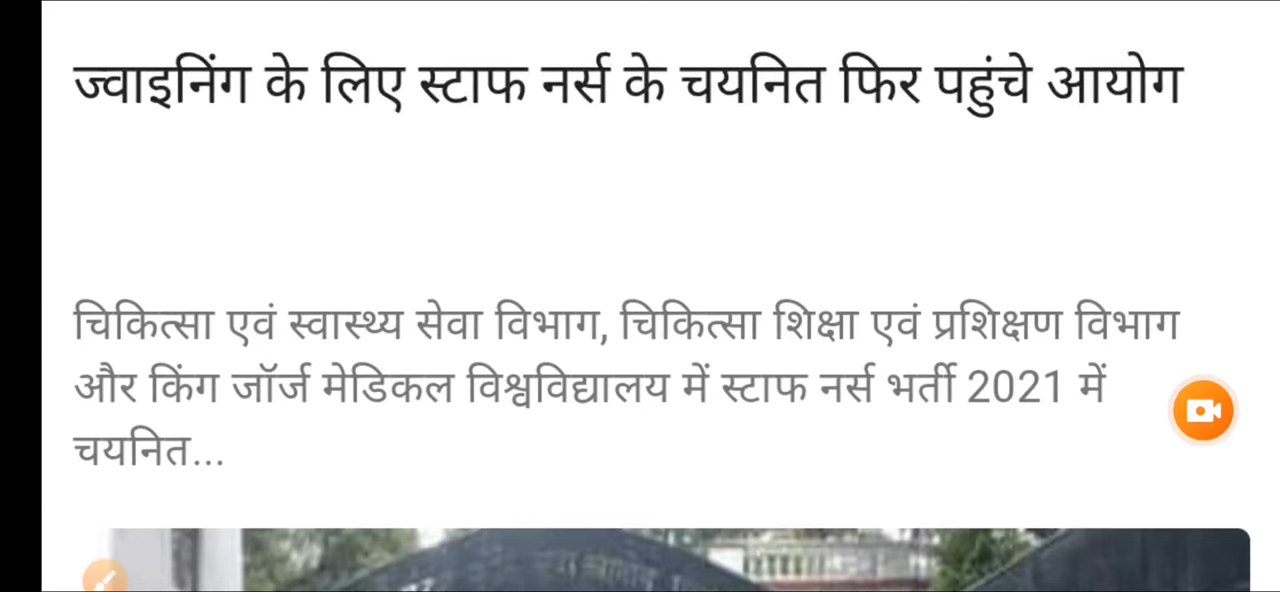 ज्वाइनिंग के लिए स्टाफ नर्स के चयनित फिर पहुंचे आयोग
चिकित्सा एवं स्वास्थ्य सेवा विभाग, चिकित्सा शिक्षा एवं प्रशिक्षण विभाग
और किंग जॉर्ज मेडिकल विश्वविद्यालय में स्टाफ नर्स भर्ती 2021 में
चयनित...